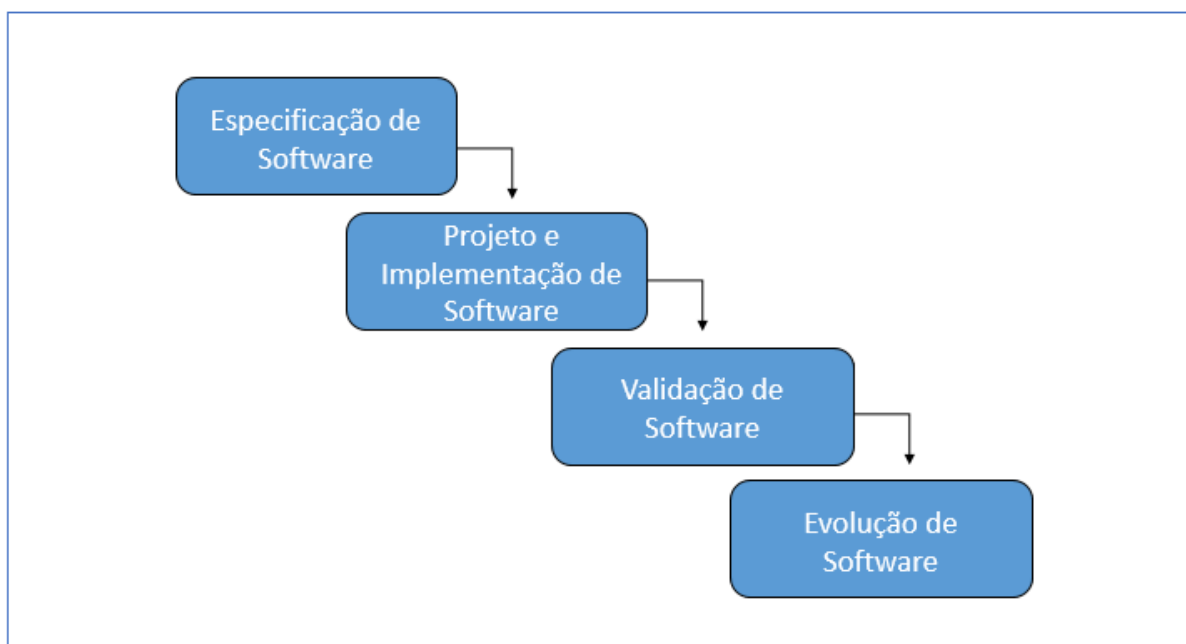 Especificação de
Software
Projeto e
Implementação de
Software
Validação de
Software
Evolução de
Software